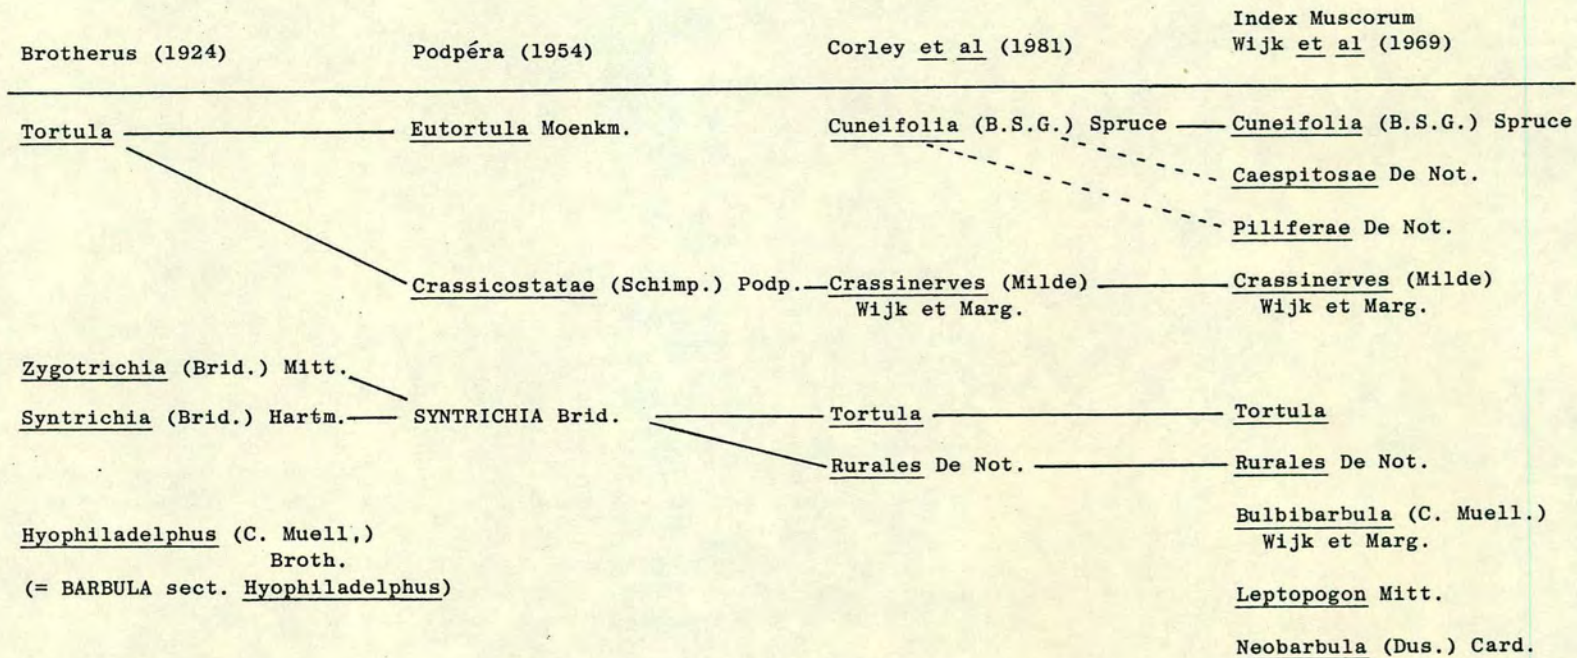 Brotherus (1924)
Podpéra (1954)
Corley et al (1981)
Index Muscorum
Wijk et al (1969)
Tortula
Eutortula Moenkm.
Cuneifolia (B.S.G.) Spruce
Cuneifolia (B.S.G.) Spruce
Caespitosae De Not.
Piliferae De Not.
Crassicostatae (Schimp.) Podp.
Crassinerves (Milde)
Wijk et Marg.
Crassinerves (Milde)
Wijk et Marg.
Zygotrichia (Brid.) Mitt.
Syntrichia (Brid.) Hartm.
SYNTRICHIA Brid.
Tortula
Tortula
Rurales De Not.
Rurales De Not.
Hyophiladelphus (C. Muell.)
Broth.
(= BARBULA sect. Hyophiladelphus)
Bulbibarbula (C. Muell.)
Wijk et Marg.
Leptopogon Mitt.
Neobarbula (Dus.) Card.